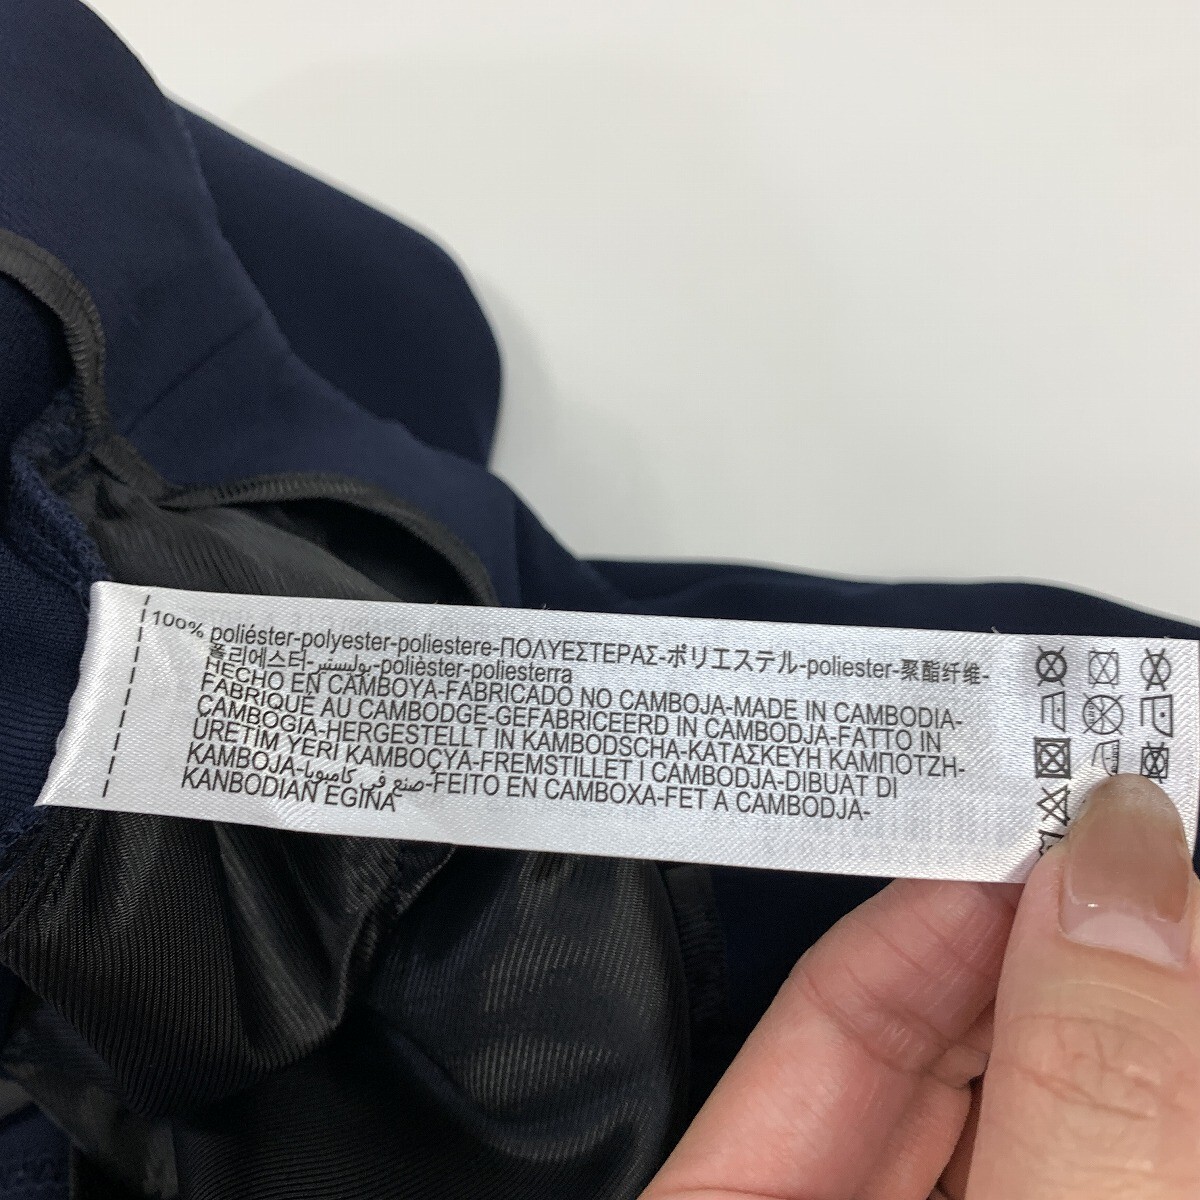 100% poliéster-polyester-poliestere-ΠΟΛΥΕΣΤΕΡΑΣ-ポリエステル-poliester-聚酯纤维-
폴리에스터-بوليستر-polièster-poliesterra
HECHO EN CAMBOYA-FABRICADO NO CAMBOJA-MADE IN CAMBODIA-
FABRIQUÉ AU CAMBODGE-GEFABRICEERD IN CAMBODJA-FATTO IN
CAMBOGIA-HERGESTELLT IN KAMBODSCHA-ΚΑΤΑΣΚΕΥΗ ΚΑΜΠΟΤΖΗ-
ÜRETIM YERI KAMBOÇYA-FREMSTILLET I CAMBODJA-DIBUAT DI
KAMBOJA-صنع في كامبوديا-FEITO EN CAMBOXA-FET A CAMBODJA-
KANBODIAN EGINA